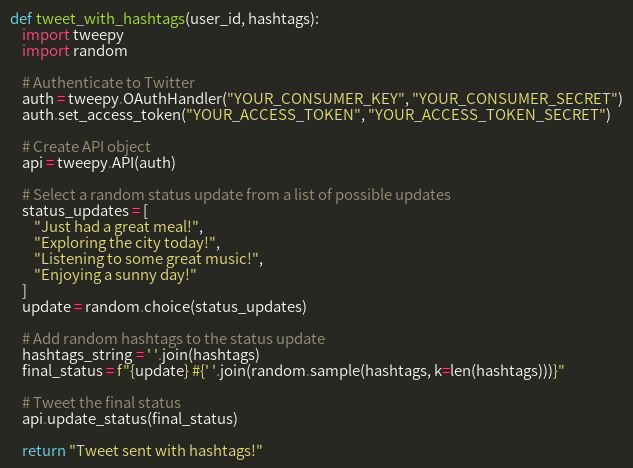 def tweet_with_hashtags(user_id, hashtags):
import tweepy
import random
# Authenticate to Twitter
auth = tweepy.OAuthHandler("YOUR_CONSUMER_KEY", "YOUR_CONSUMER_SECRET")
auth.set_access_token("YOUR_ACCESS_TOKEN", "YOUR_ACCESS_TOKEN_SECRET")
# Create API object
api = tweepy.API(auth)
# Select a random status update from a list of possible updates
status_updates = [
"Just had a great meal!",
"Exploring the city today!",
"Listening to some great music!",
"Enjoying a sunny day!"
]
update = random.choice(status_updates)
# Add random hashtags to the status update
hashtags_string = ' '.join(hashtags)
final_status = f"{update} #{' '.join(random.sample(hashtags, k=len(hashtags)))}"
# Tweet the final status
api.update_status(final_status)
return "Tweet sent with hashtags!"